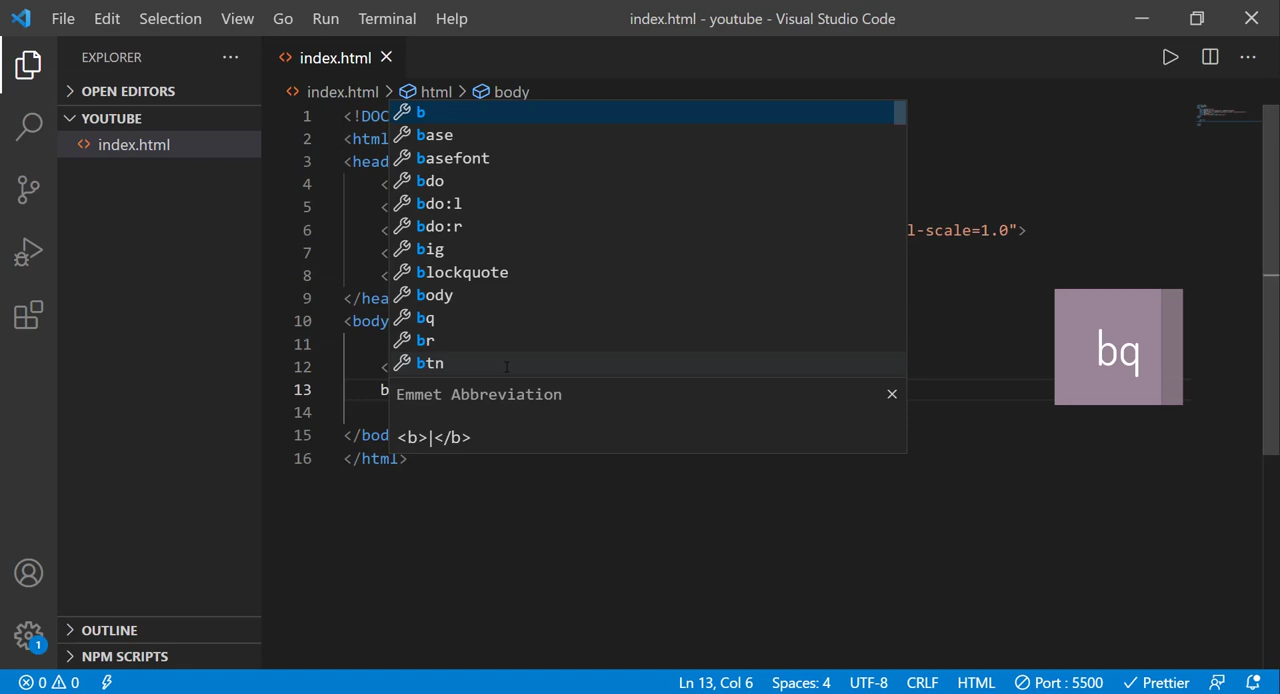 File Edit Selection View Go Run Terminal Help index.html - youtube - Visual Studio Code
EXPLORER
index.html
OPEN EDITORS
index.html > html > body
YOUTUBE
index.html
1 <!DOC
2 <html
3 <head
4 <
5 <
6 < l-scale=1.0">
7 <
8 <
9 </hea
10 <body
11
12 <
13 b
14
15 </bod
16 </html>
b
base
basefont
bdo
bdo:l
bdo:r
big
blockquote
body
bq
br
btn
Emmet Abbreviation
<b>|</b>
bq
OUTLINE
NPM SCRIPTS
1
0 0 Ln 13, Col 6 Spaces: 4 UTF-8 CRLF HTML Port : 5500 Prettier